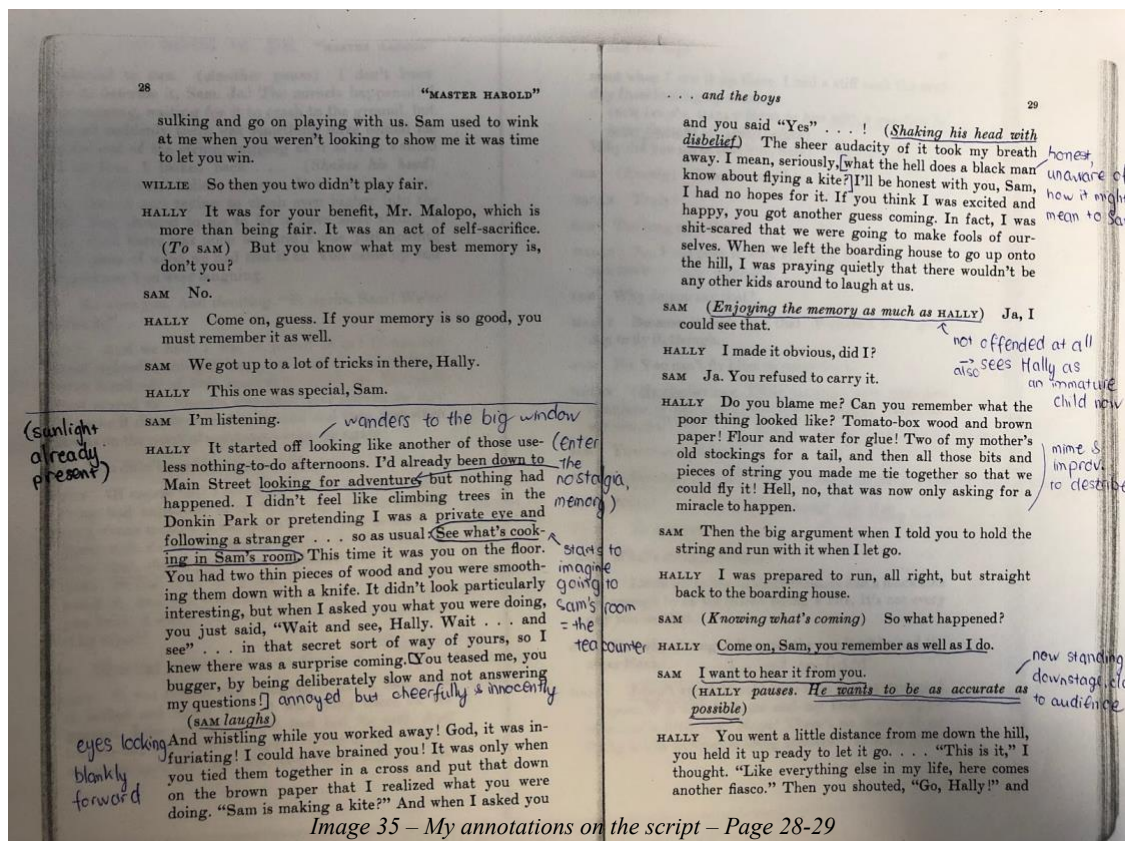 28
"MASTER HAROLD"
sulking and go on playing with us. Sam used to wink
at me when you weren't looking to show me it was time
to let you win.
WILLIE So then you two didn't play fair.
HALLY It was for your benefit, Mr. Malopo, which is
more than being fair. It was an act of self-sacrifice.
(To SAM) But you know what my best memory is,
don't you?
SAM No.
HALLY Come on, guess. If your memory is so good, you
must remember it as well.
SAM We got up to a lot of tricks in there, Hally.
HALLY This one was special, Sam.
SAM I'm listening.
wanders to the big window
(sunlight
already
present)
HALLY It started off looking like another of those use-
less nothing-to-do afternoons. I'd already been down to
Main Street looking for adventure, but nothing had
happened. I didn't feel like climbing trees in the
Donkin Park or pretending I was a private eye and
following a stranger . . . so as usual: See what's cook-
ing in Sam's room. This time it was you on the floor.
You had two thin pieces of wood and you were smooth-
ing them down with a knife. It didn't look particularly
interesting, but when I asked you what you were doing,
you just said, "Wait and see, Hally. Wait . . . and
see" . . . in that secret sort of way of yours, so I
knew there was a surprise coming. You teased me, you
bugger, by being deliberately slow and not answering
my questions!
annoyed but cheerfully & innocently
(enter
the
nostalgia,
memory)
starts to
imagine
going to
Sam's room
= the
tea counter
(SAM laughs)
And whistling while you worked away! God, it was in-
furiating! I could have brained you! It was only when
you tied them together in a cross and put that down
on the brown paper that I realized what you were
doing. "Sam is making a kite?" And when I asked you
eyes looking
blankly
forward
. . . and the boys
29
and you said "Yes" . . . ! (Shaking his head with
disbelief) The sheer audacity of it took my breath
away. I mean, seriously, what the hell does a black man
know about flying a kite? I'll be honest with you, Sam,
I had no hopes for it. If you think I was excited and
happy, you got another guess coming. In fact, I was
shit-scared that we were going to make fools of our-
selves. When we left the boarding house to go up onto
the hill, I was praying quietly that there wouldn't be
any other kids around to laugh at us.
honest,
unaware of
how it might
mean to
SAM (Enjoying the memory as much as HALLY) Ja, I
could see that.
not offended at all
→ also sees Hally as
an immature
child now
HALLY I made it obvious, did I?
SAM Ja. You refused to carry it.
HALLY Do you blame me? Can you remember what the
poor thing looked like? Tomato-box wood and brown
paper! Flour and water for glue! Two of my mother's
old stockings for a tail, and then all those bits and
pieces of string you made me tie together so that we
could fly it! Hell, no, that was now only asking for a
miracle to happen.
mime &
improv.
to describe
SAM Then the big argument when I told you to hold the
string and run with it when I let go.
HALLY I was prepared to run, all right, but straight
back to the boarding house.
SAM (Knowing what's coming) So what happened?
HALLY Come on, Sam, you remember as well as I do.
SAM I want to hear it from you.
(HALLY pauses. He wants to be as accurate as
possible)
now standing
downstage,
to audience
HALLY You went a little distance from me down the hill,
you held it up ready to let it go. . . . "This is it," I
thought. "Like everything else in my life, here comes
another fiasco." Then you shouted, "Go, Hally!" and
Image 35 – My annotations on the script – Page 28-29